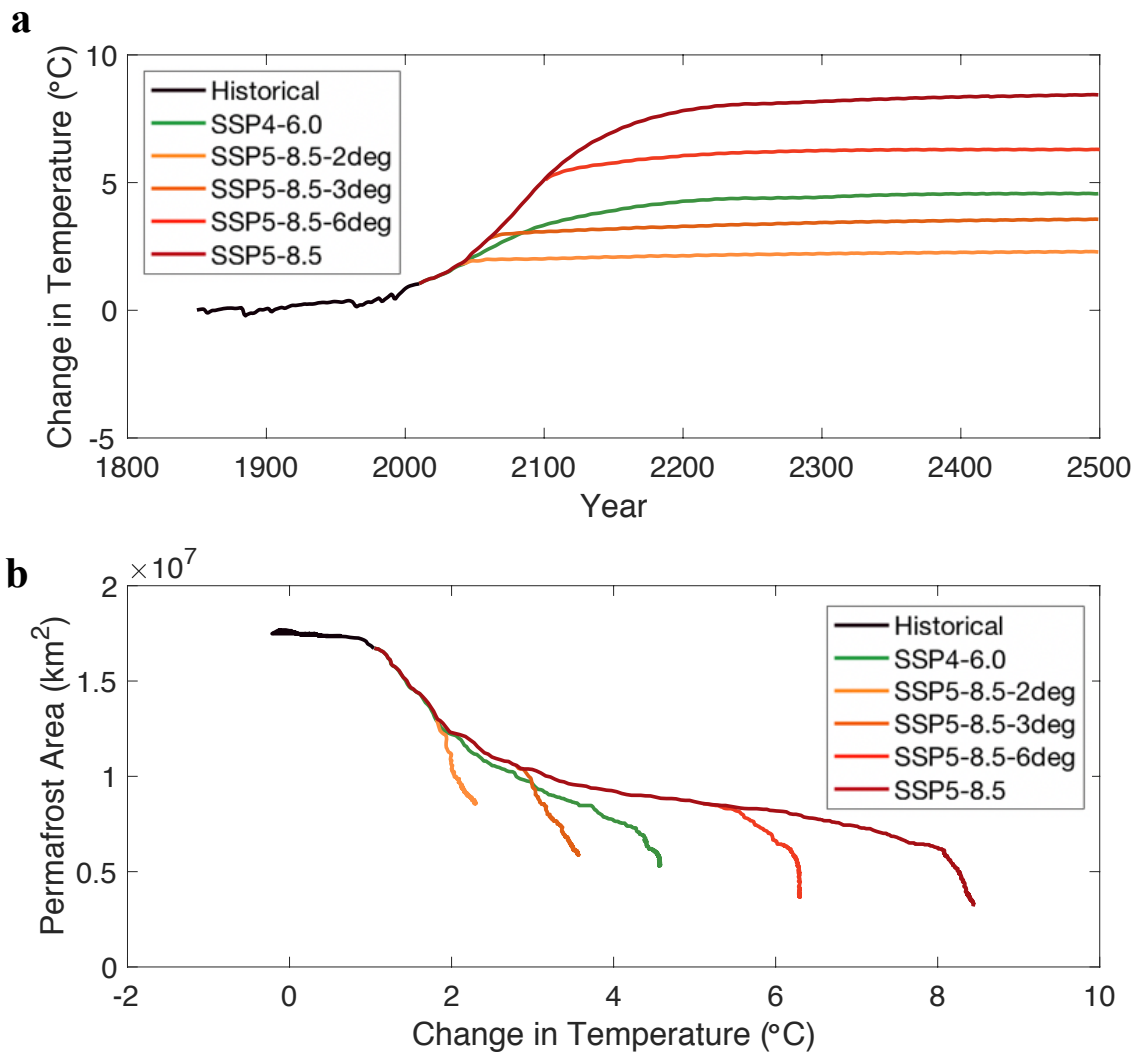 a
Change in Temperature (°C)
10
5
0
-5
Historical
SSP4-6.0
SSP5-8.5-2deg
SSP5-8.5-3deg
SSP5-8.5-6deg
SSP5-8.5
1800 1900 2000 2100 2200 2300 2400 2500
Year
b
×10⁷
Permafrost Area (km²)
2
1.5
1
0.5
0
Historical
SSP4-6.0
SSP5-8.5-2deg
SSP5-8.5-3deg
SSP5-8.5-6deg
SSP5-8.5
-2 0 2 4 6 8 10
Change in Temperature (°C)